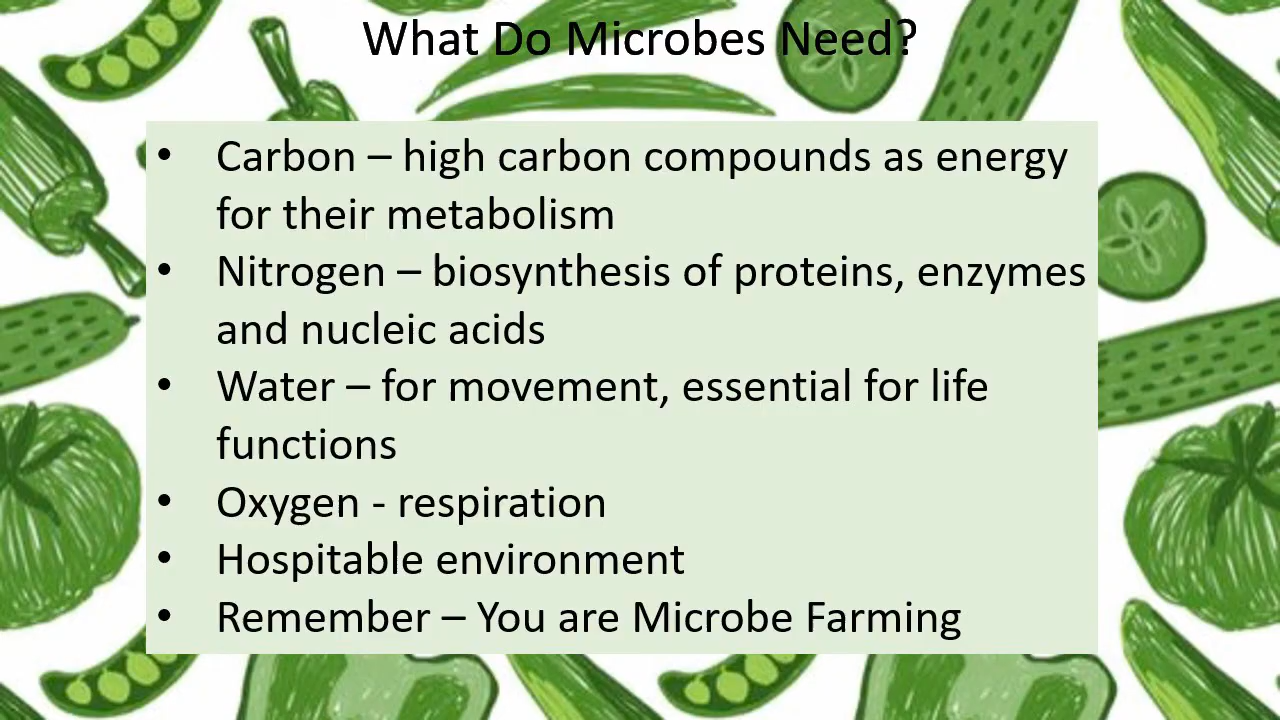 What Do Microbes Need?
• Carbon – high carbon compounds as energy
for their metabolism
• Nitrogen – biosynthesis of proteins, enzymes
and nucleic acids
• Water – for movement, essential for life
functions
• Oxygen - respiration
• Hospitable environment
• Remember – You are Microbe Farming